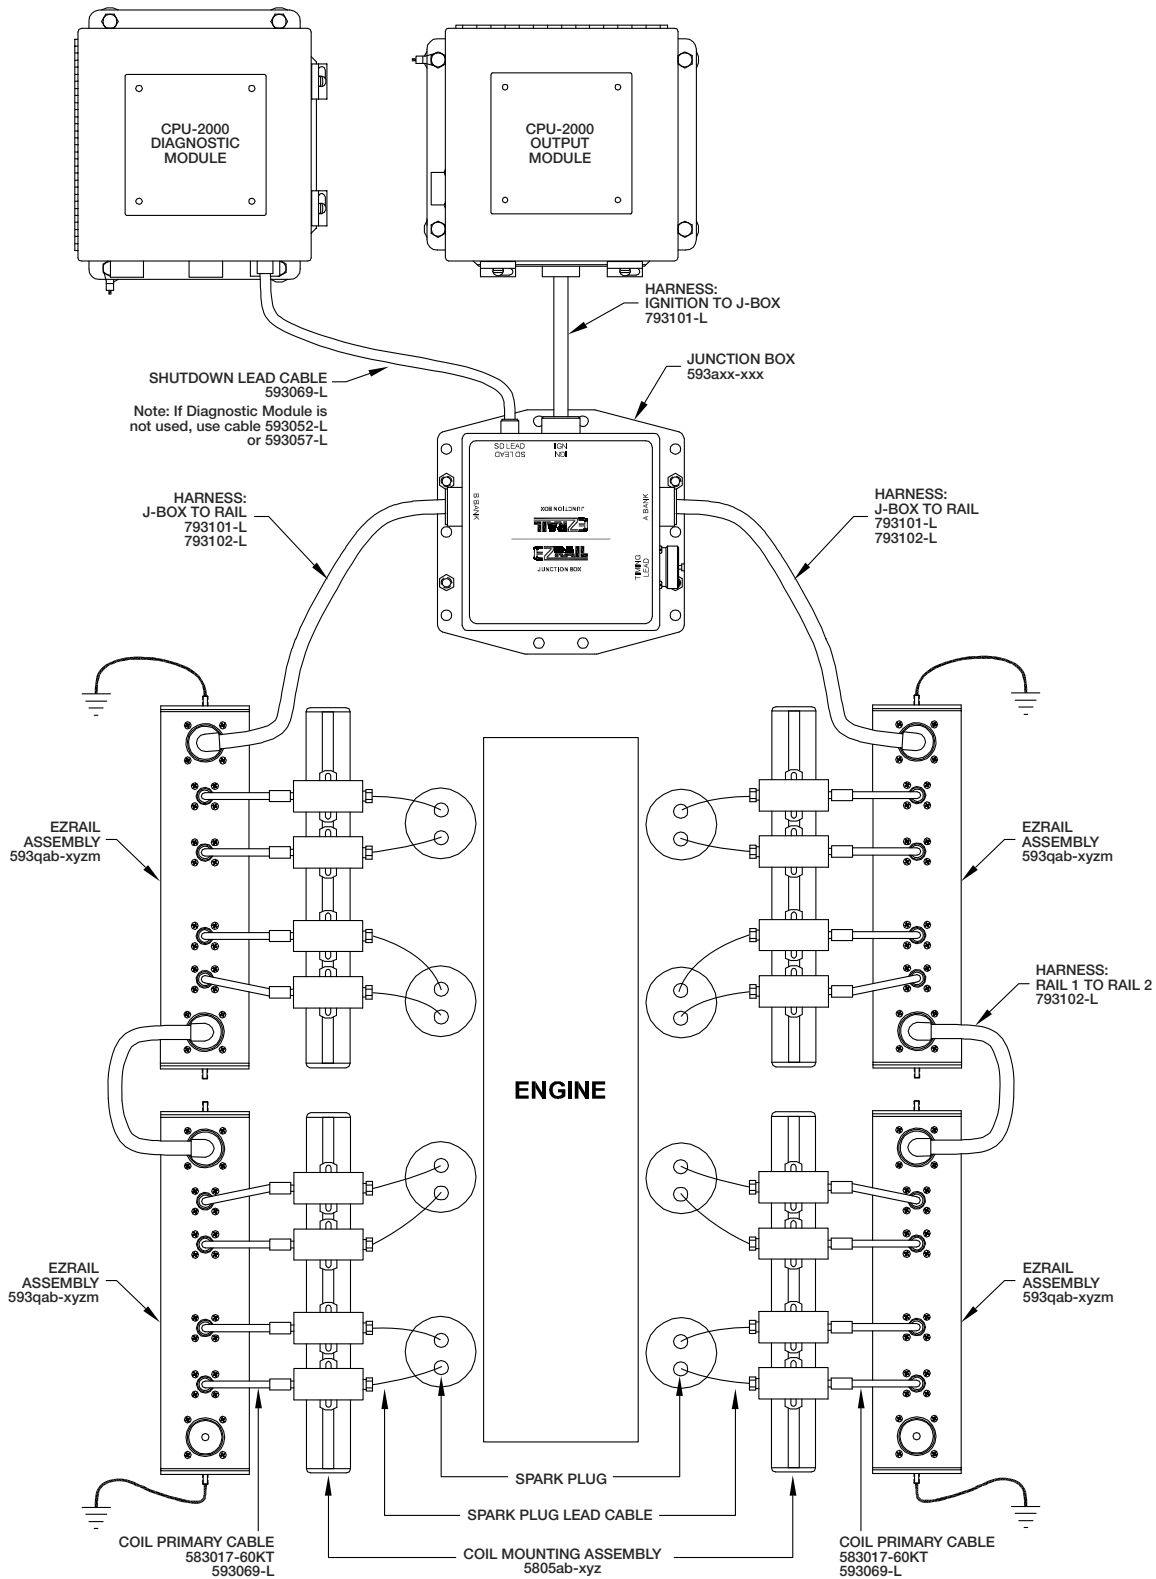 CPU-2000
DIAGNOSTIC
MODULE
CPU-2000
OUTPUT
MODULE
HARNESS:
IGNITION TO J-BOX
793101-L
JUNCTION BOX
593axx-xxx
SHUTDOWN LEAD CABLE
593069-L
Note: If Diagnostic Module is
not used, use cable 593052-L
or 593057-L
SD LEAD
SD LEAD
IGN
IGN
HARNESS:
J-BOX TO RAIL
793101-L
793102-L
B BANK
JUNCTION BOX
EZRAIL
EZRAIL
JUNCTION BOX
A BANK
TIMING
LEAD
HARNESS:
J-BOX TO RAIL
793101-L
793102-L
EZRAIL
ASSEMBLY
593qab-xyzm
EZRAIL
ASSEMBLY
593qab-xyzm
HARNESS:
RAIL 1 TO RAIL 2
793102-L
ENGINE
EZRAIL
ASSEMBLY
593qab-xyzm
EZRAIL
ASSEMBLY
593qab-xyzm
SPARK PLUG
SPARK PLUG LEAD CABLE
COIL PRIMARY CABLE
583017-60KT
593069-L
COIL MOUNTING ASSEMBLY
5805ab-xyz
COIL PRIMARY CABLE
583017-60KT
593069-L